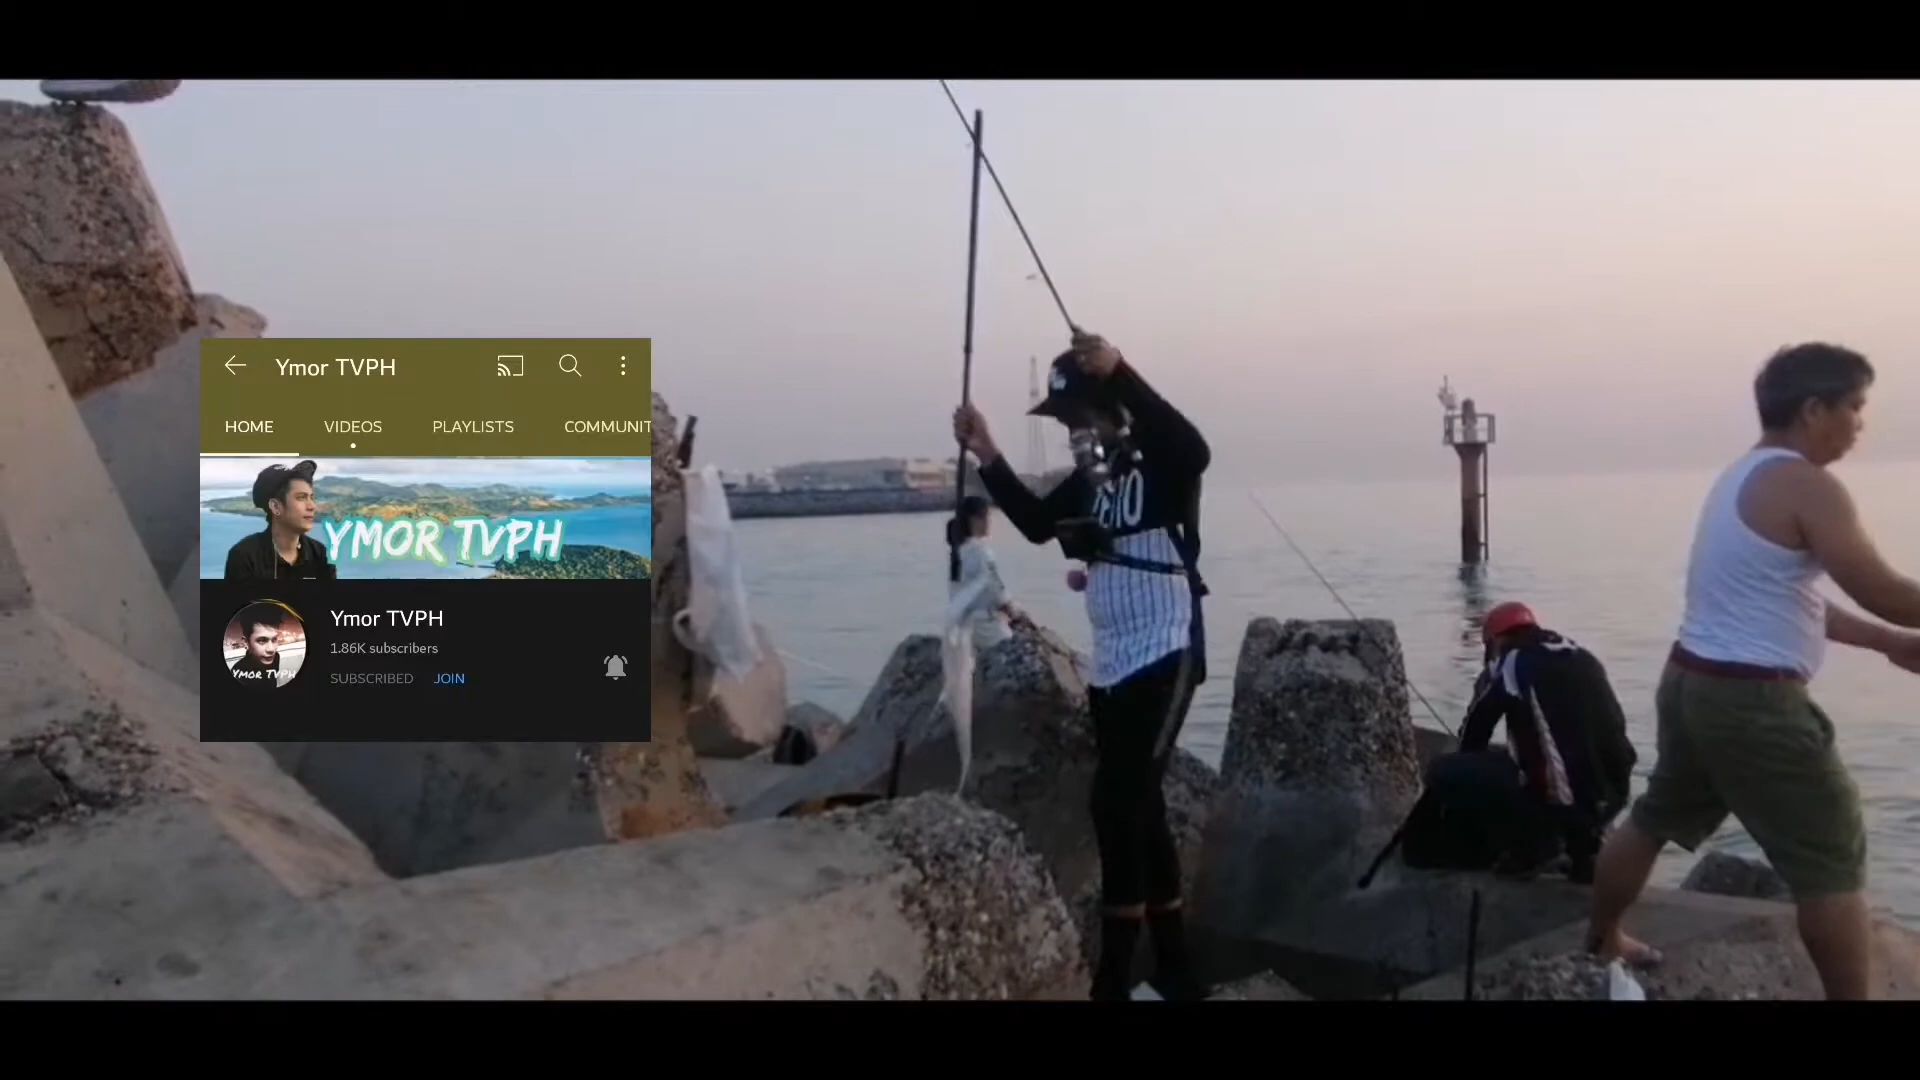 Ymor TVPH
HOME VIDEOS PLAYLISTS COMMUNIT
YMOR TVPH
Ymor TVPH
1.86K subscribers
YMOR TVPH
SUBSCRIBED JOIN